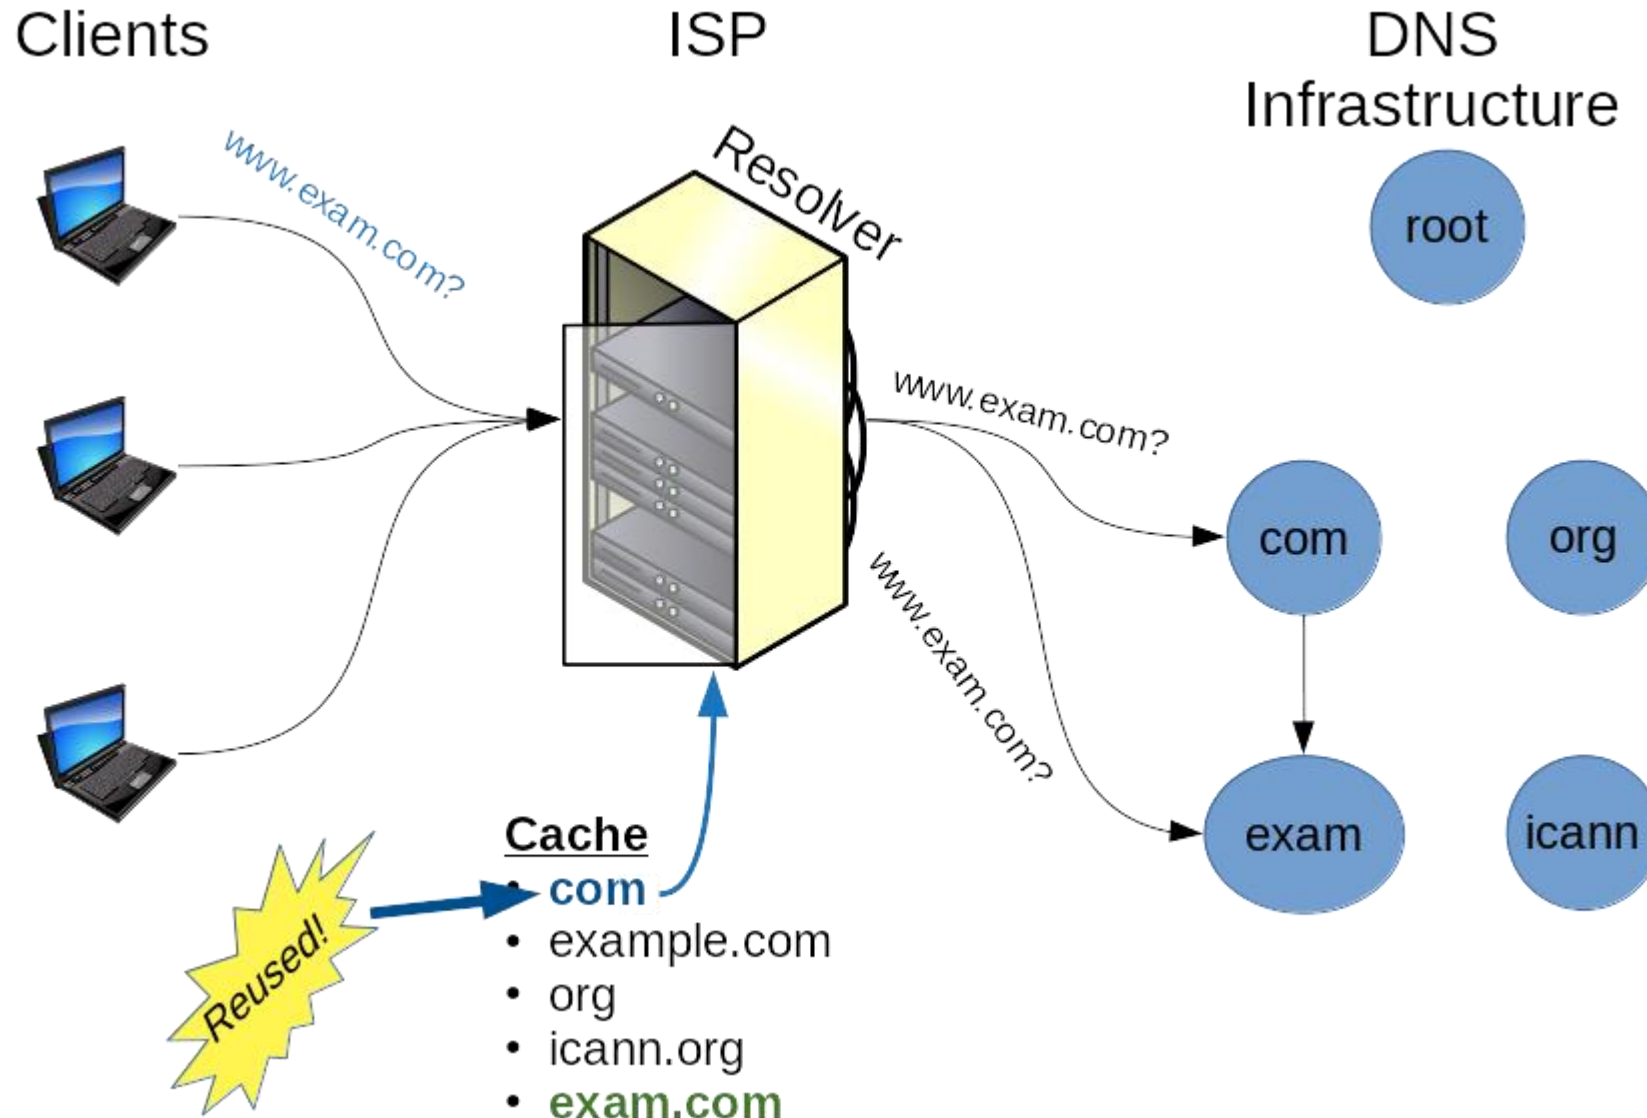 Clients
ISP
DNS
Infrastructure
www.exam.com?
Resolver
root
www.exam.com?
com
org
www.exam.com?
exam
icann
Cache
• com
• example.com
• org
• icann.org
• exam.com
Reused!